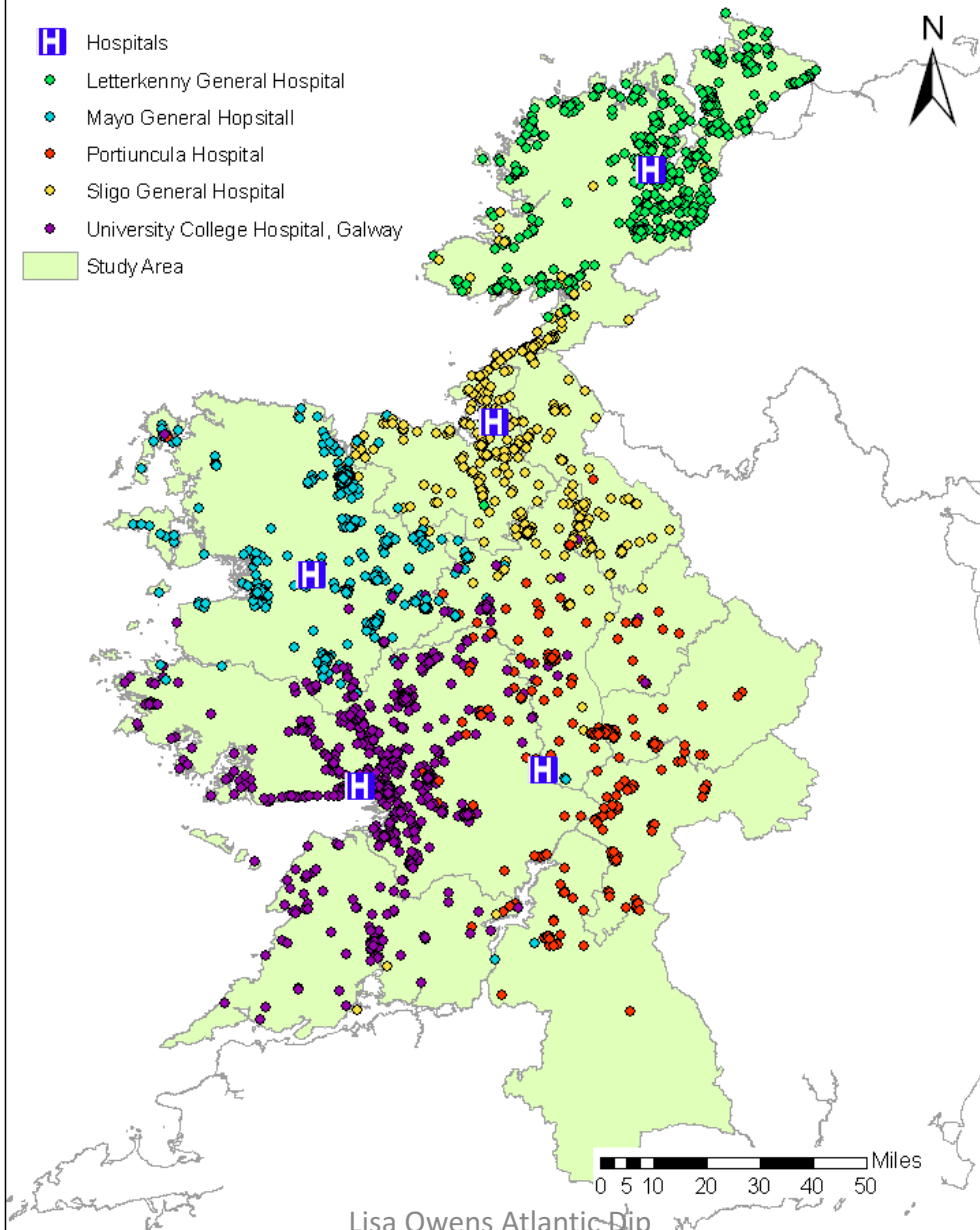 H Hospitals
Letterkenny General Hospital
Mayo General Hopsitall
Portiuncula Hospital
Sligo General Hospital
University College Hospital, Galway
Study Area
N
H
H
H
H
H
Miles
0 5 10 20 30 40 50
Lisa Owens Atlantic Dip